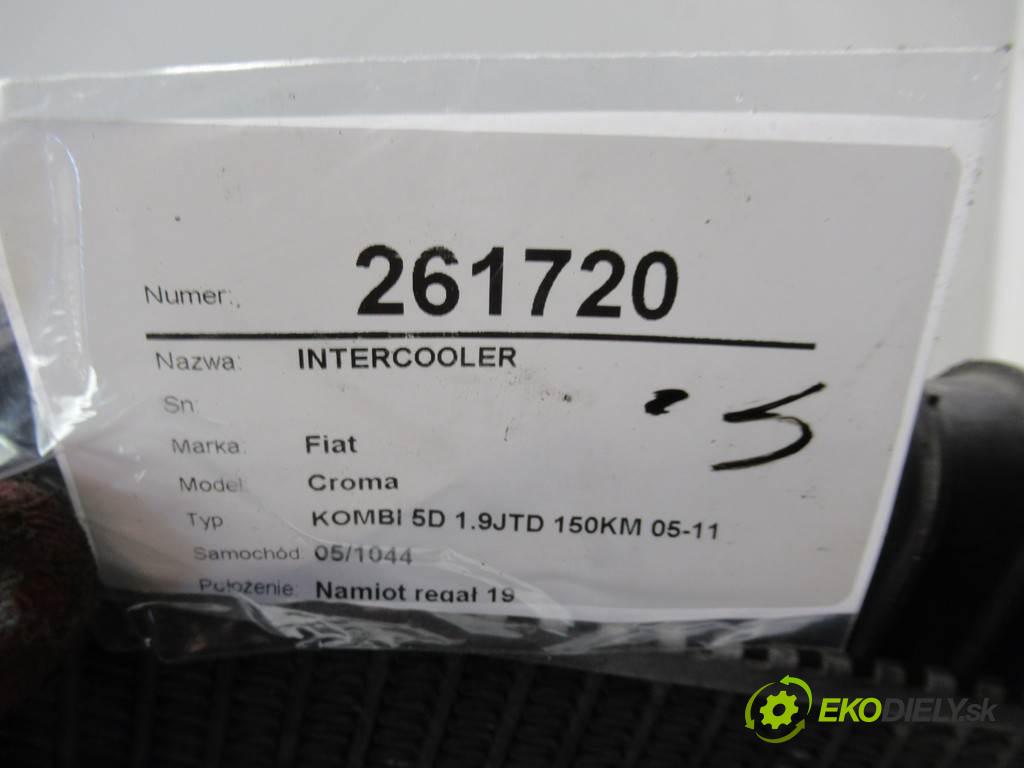 Numer: 261720
Nazwa: INTERCOOLER
Sn:
Marka: Fiat
Model: Croma
Typ KOMBI 5D 1.9JTD 150KM 05-11
Samochód: 05/1044
Położenie: Namiot regał 19
EKODIELY.sk